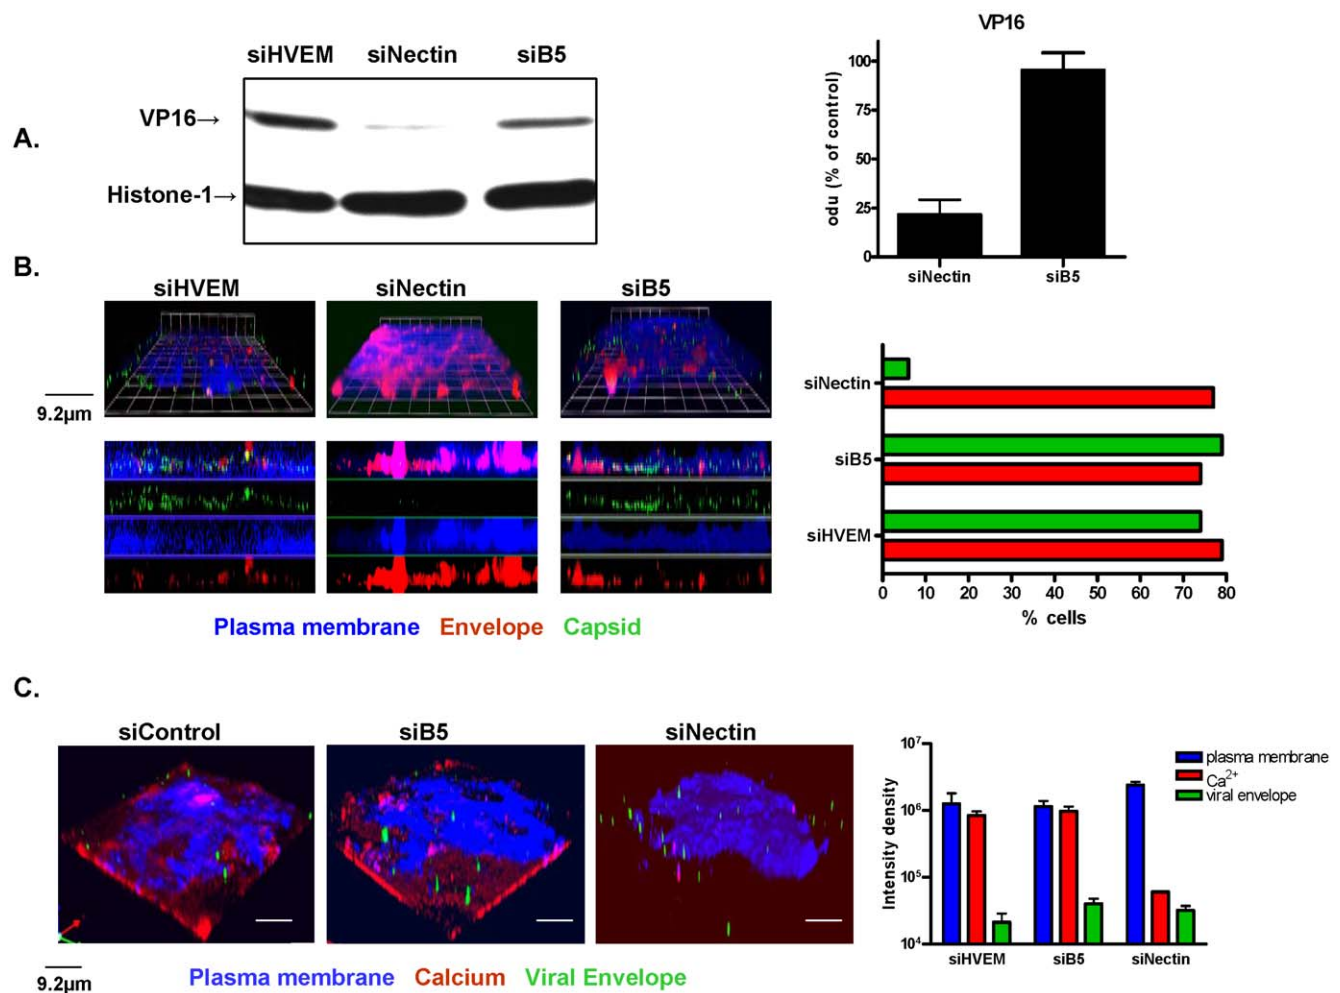 A.
siHVEM siNectin siB5
VP16→
Histone-1→
VP16
odu (% of control)
100
75
50
25
0
siNectin siB5
B.
siHVEM siNectin siB5
9.2µm
Plasma membrane Envelope Capsid
siNectin
siB5
siHVEM
0 10 20 30 40 50 60 70 80
% cells
C.
siControl siB5 siNectin
9.2µm
Plasma membrane Calcium Viral Envelope
Intensity density
10⁷
10⁶
10⁵
10⁴
siHVEM siB5 siNectin
plasma membrane
Ca²⁺
viral envelope